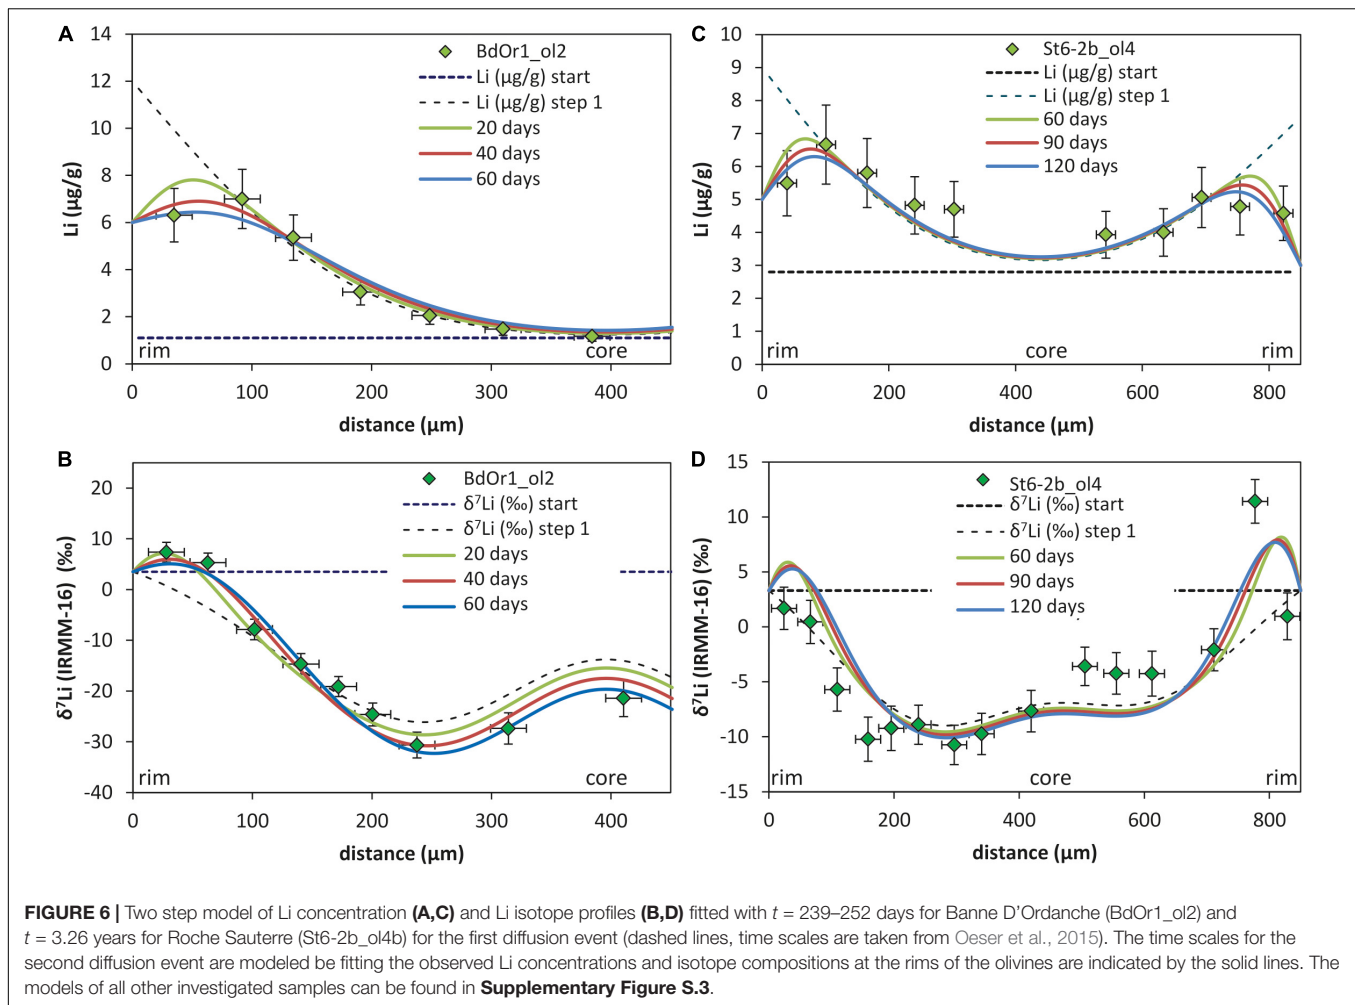 A
14
12
10
8
6
4
2
0
Li (µg/g)
BdOr1_ol2
Li (µg/g) start
Li (µg/g) step 1
20 days
40 days
60 days
rim
core
0 100 200 300 400
distance (µm)
C
10
9
8
7
6
5
4
3
2
1
0
Li (µg/g)
St6-2b_ol4
Li (µg/g) start
Li (µg/g) step 1
60 days
90 days
120 days
rim
core
rim
0 200 400 600 800
distance (µm)
B
20
10
0
-10
-20
-30
-40
δ⁷Li (IRMM-16) (‰)
BdOr1_ol2
δ⁷Li (‰) start
δ⁷Li (‰) step 1
20 days
40 days
60 days
rim
core
0 100 200 300 400
distance (µm)
D
15
10
5
0
-5
-10
-15
δ⁷Li (IRMM-16) (‰)
St6-2b_ol4
δ⁷Li (‰) start
δ⁷Li (‰) step 1
60 days
90 days
120 days
rim
core
rim
0 200 400 600 800
distance (µm)
FIGURE 6 | Two step model of Li concentration (A,C) and Li isotope profiles (B,D) fitted with t = 239–252 days for Banne D'Ordanche (BdOr1_ol2) and
t = 3.26 years for Roche Sauterre (St6-2b_ol4b) for the first diffusion event (dashed lines, time scales are taken from Oeser et al., 2015). The time scales for the
second diffusion event are modeled be fitting the observed Li concentrations and isotope compositions at the rims of the olivines are indicated by the solid lines. The
models of all other investigated samples can be found in Supplementary Figure S.3.